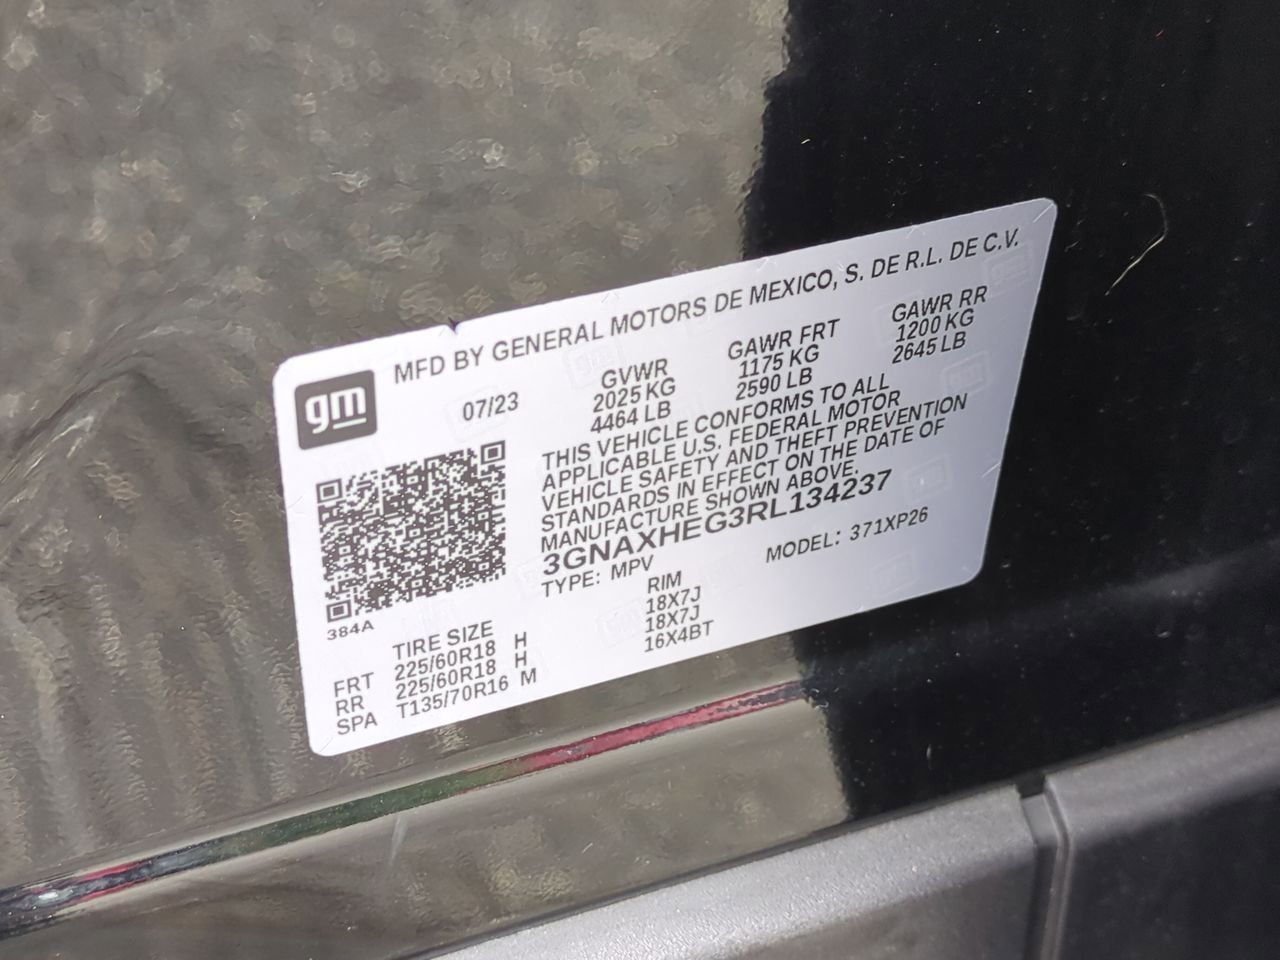 gm
MFD BY GENERAL MOTORS DE MEXICO, S. DE R.L. DE C.V.
07/23
GVWR
2025 KG
4464 LB
GAWR FRT
1175 KG
2590 LB
GAWR RR
1200 KG
2645 LB
THIS VEHICLE CONFORMS TO ALL
APPLICABLE U.S. FEDERAL MOTOR
VEHICLE SAFETY AND THEFT PREVENTION
STANDARDS IN EFFECT ON THE DATE OF
MANUFACTURE SHOWN ABOVE.
3GNAXHEG3RL134237
TYPE: MPV
MODEL: 371XP26
384A
TIRE SIZE RIM
FRT 225/60R18 H 18X7J
RR 225/60R18 H 18X7J
SPA T135/70R16 M 16X4BT